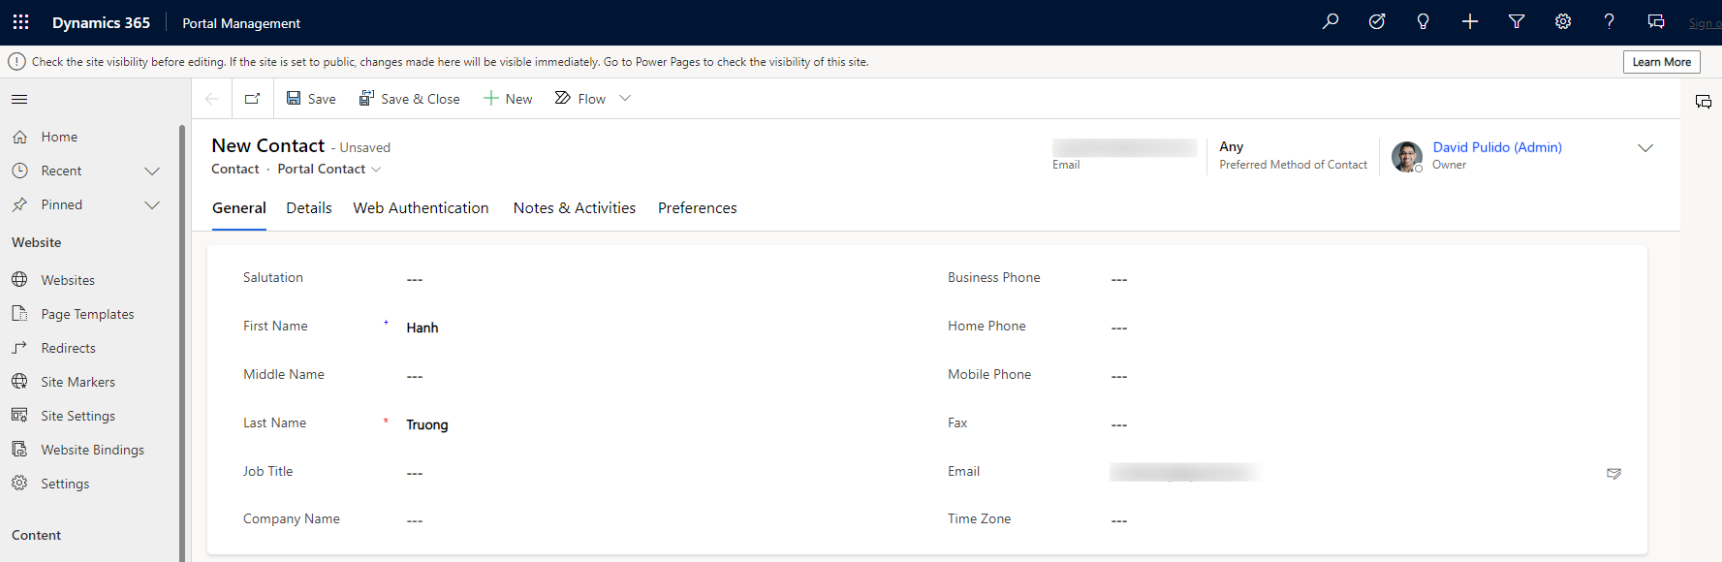 Dynamics 365 Portal Management Sign o
Check the site visibility before editing. If the site is set to public, changes made here will be visible immediately. Go to Power Pages to check the visibility of this site. Learn More
Save Save & Close New Flow
Home
Recent
Pinned
Website
Websites
Page Templates
Redirects
Site Markers
Site Settings
Website Bindings
Settings
Content
New Contact - Unsaved
Contact · Portal Contact
Email
Any
Preferred Method of Contact
David Pulido (Admin)
Owner
General Details Web Authentication Notes & Activities Preferences
Salutation ---
First Name + Hanh
Middle Name ---
Last Name * Truong
Job Title ---
Company Name ---
Business Phone ---
Home Phone ---
Mobile Phone ---
Fax ---
Email
Time Zone ---